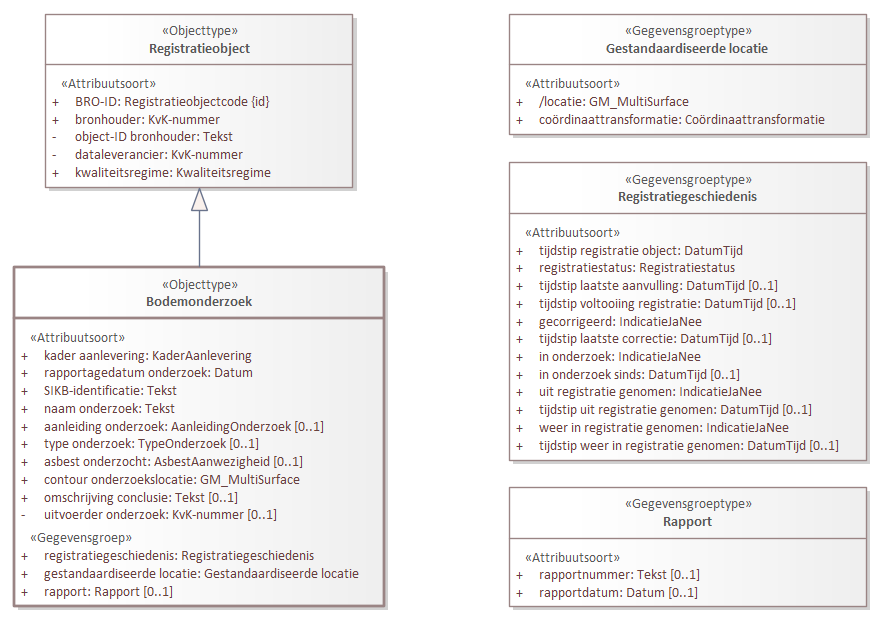 «Objecttype»
Registratieobject
«Attribuutsoort»
+ BRO-ID: Registratieobjectcode {id}
+ bronhouder: KvK-nummer
- object-ID bronhouder: Tekst
- dataleverancier: KvK-nummer
+ kwaliteitsregime: Kwaliteitsregime
«Objecttype»
Bodemonderzoek
«Attribuutsoort»
+ kader aanlevering: KaderAanlevering
+ rapportagedatum onderzoek: Datum
+ SIKB-identificatie: Tekst
+ naam onderzoek: Tekst
+ aanleiding onderzoek: AanleidingOnderzoek [0..1]
+ type onderzoek: TypeOnderzoek [0..1]
+ asbest onderzocht: AsbestAanwezigheid [0..1]
+ contour onderzoekslocatie: GM_MultiSurface
+ omschrijving conclusie: Tekst [0..1]
- uitvoerder onderzoek: KvK-nummer [0..1]
«Gegevensgroep»
+ registratiegeschiedenis: Registratiegeschiedenis
+ gestandaardiseerde locatie: Gestandaardiseerde locatie
+ rapport: Rapport [0..1]
«Gegevensgroeptype»
Gestandaardiseerde locatie
«Attribuutsoort»
+ /locatie: GM_MultiSurface
+ coördinaattransformatie: Coördinaattransformatie
«Gegevensgroeptype»
Registratiegeschiedenis
«Attribuutsoort»
+ tijdstip registratie object: DatumTijd
+ registratiestatus: Registratiestatus
+ tijdstip laatste aanvulling: DatumTijd [0..1]
+ tijdstip voltooiing registratie: DatumTijd [0..1]
+ gecorrigeerd: IndicatieJaNee
+ tijdstip laatste correctie: DatumTijd [0..1]
+ in onderzoek: IndicatieJaNee
+ in onderzoek sinds: DatumTijd [0..1]
+ uit registratie genomen: IndicatieJaNee
+ tijdstip uit registratie genomen: DatumTijd [0..1]
+ weer in registratie genomen: IndicatieJaNee
+ tijdstip weer in registratie genomen: DatumTijd [0..1]
«Gegevensgroeptype»
Rapport
«Attribuutsoort»
+ rapportnummer: Tekst [0..1]
+ rapportdatum: Datum [0..1]